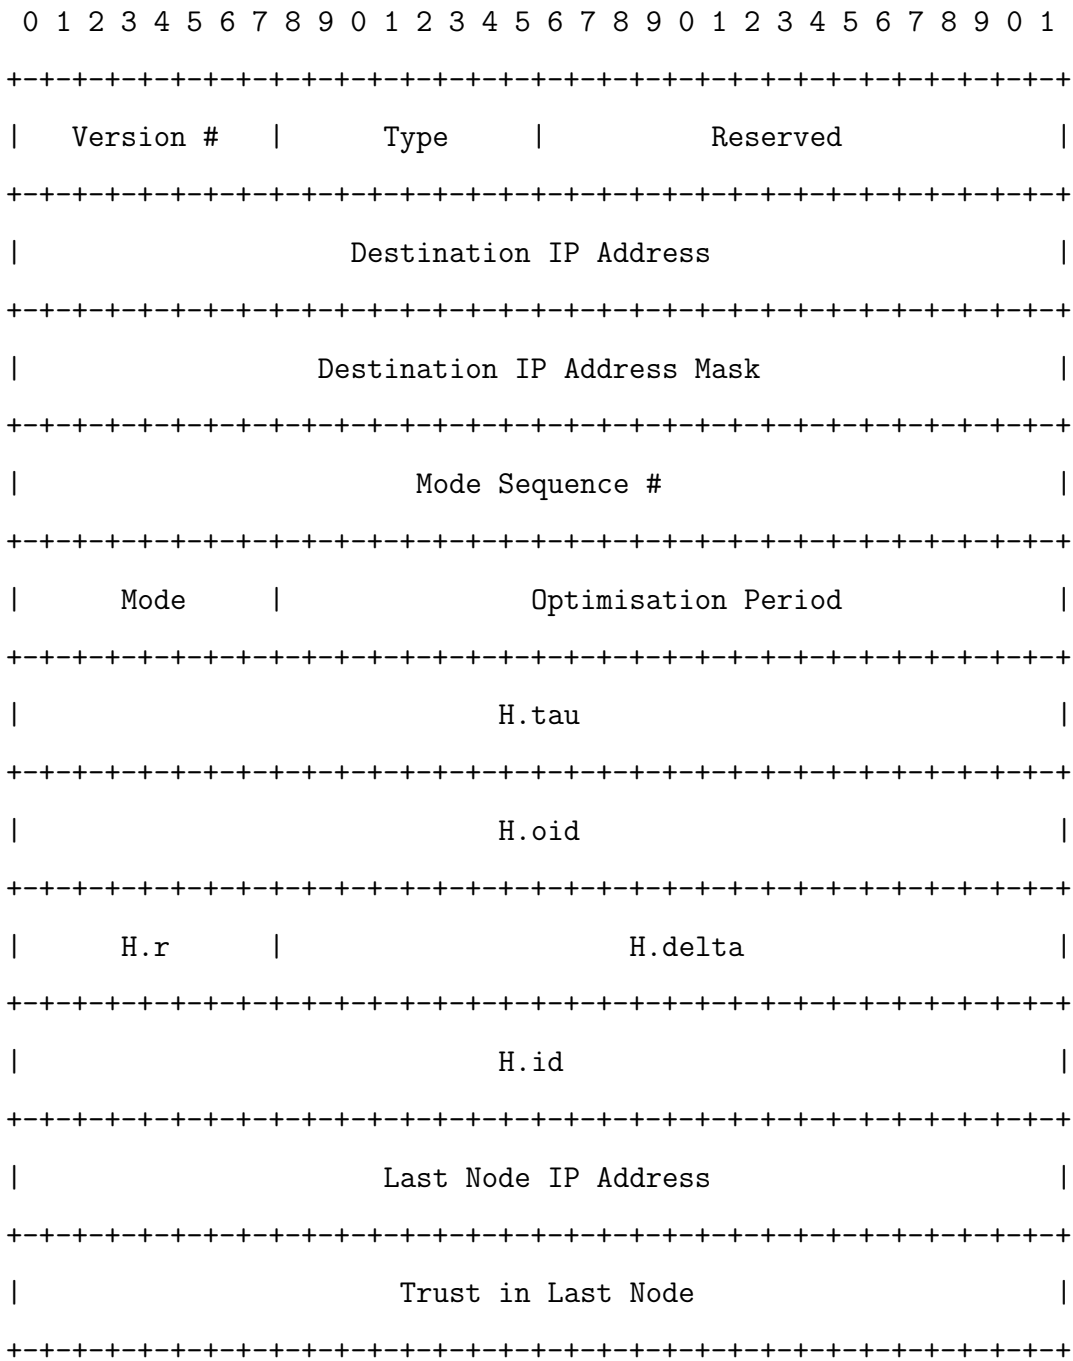 0 1 2 3 4 5 6 7 8 9 0 1 2 3 4 5 6 7 8 9 0 1 2 3 4 5 6 7 8 9 0 1
+-+-+-+-+-+-+-+-+-+-+-+-+-+-+-+-+-+-+-+-+-+-+-+-+-+-+-+-+-+-+-+-+
|   Version #   |      Type     |          Reserved             |
+-+-+-+-+-+-+-+-+-+-+-+-+-+-+-+-+-+-+-+-+-+-+-+-+-+-+-+-+-+-+-+-+
|                    Destination IP Address                     |
+-+-+-+-+-+-+-+-+-+-+-+-+-+-+-+-+-+-+-+-+-+-+-+-+-+-+-+-+-+-+-+-+
|                  Destination IP Address Mask                  |
+-+-+-+-+-+-+-+-+-+-+-+-+-+-+-+-+-+-+-+-+-+-+-+-+-+-+-+-+-+-+-+-+
|                        Mode Sequence #                        |
+-+-+-+-+-+-+-+-+-+-+-+-+-+-+-+-+-+-+-+-+-+-+-+-+-+-+-+-+-+-+-+-+
|      Mode     |               Optimisation Period             |
+-+-+-+-+-+-+-+-+-+-+-+-+-+-+-+-+-+-+-+-+-+-+-+-+-+-+-+-+-+-+-+-+
|                             H.tau                             |
+-+-+-+-+-+-+-+-+-+-+-+-+-+-+-+-+-+-+-+-+-+-+-+-+-+-+-+-+-+-+-+-+
|                             H.oid                             |
+-+-+-+-+-+-+-+-+-+-+-+-+-+-+-+-+-+-+-+-+-+-+-+-+-+-+-+-+-+-+-+-+
|      H.r      |                     H.delta                   |
+-+-+-+-+-+-+-+-+-+-+-+-+-+-+-+-+-+-+-+-+-+-+-+-+-+-+-+-+-+-+-+-+
|                             H.id                              |
+-+-+-+-+-+-+-+-+-+-+-+-+-+-+-+-+-+-+-+-+-+-+-+-+-+-+-+-+-+-+-+-+
|                      Last Node IP Address                     |
+-+-+-+-+-+-+-+-+-+-+-+-+-+-+-+-+-+-+-+-+-+-+-+-+-+-+-+-+-+-+-+-+
|                       Trust in Last Node                      |
+-+-+-+-+-+-+-+-+-+-+-+-+-+-+-+-+-+-+-+-+-+-+-+-+-+-+-+-+-+-+-+-+